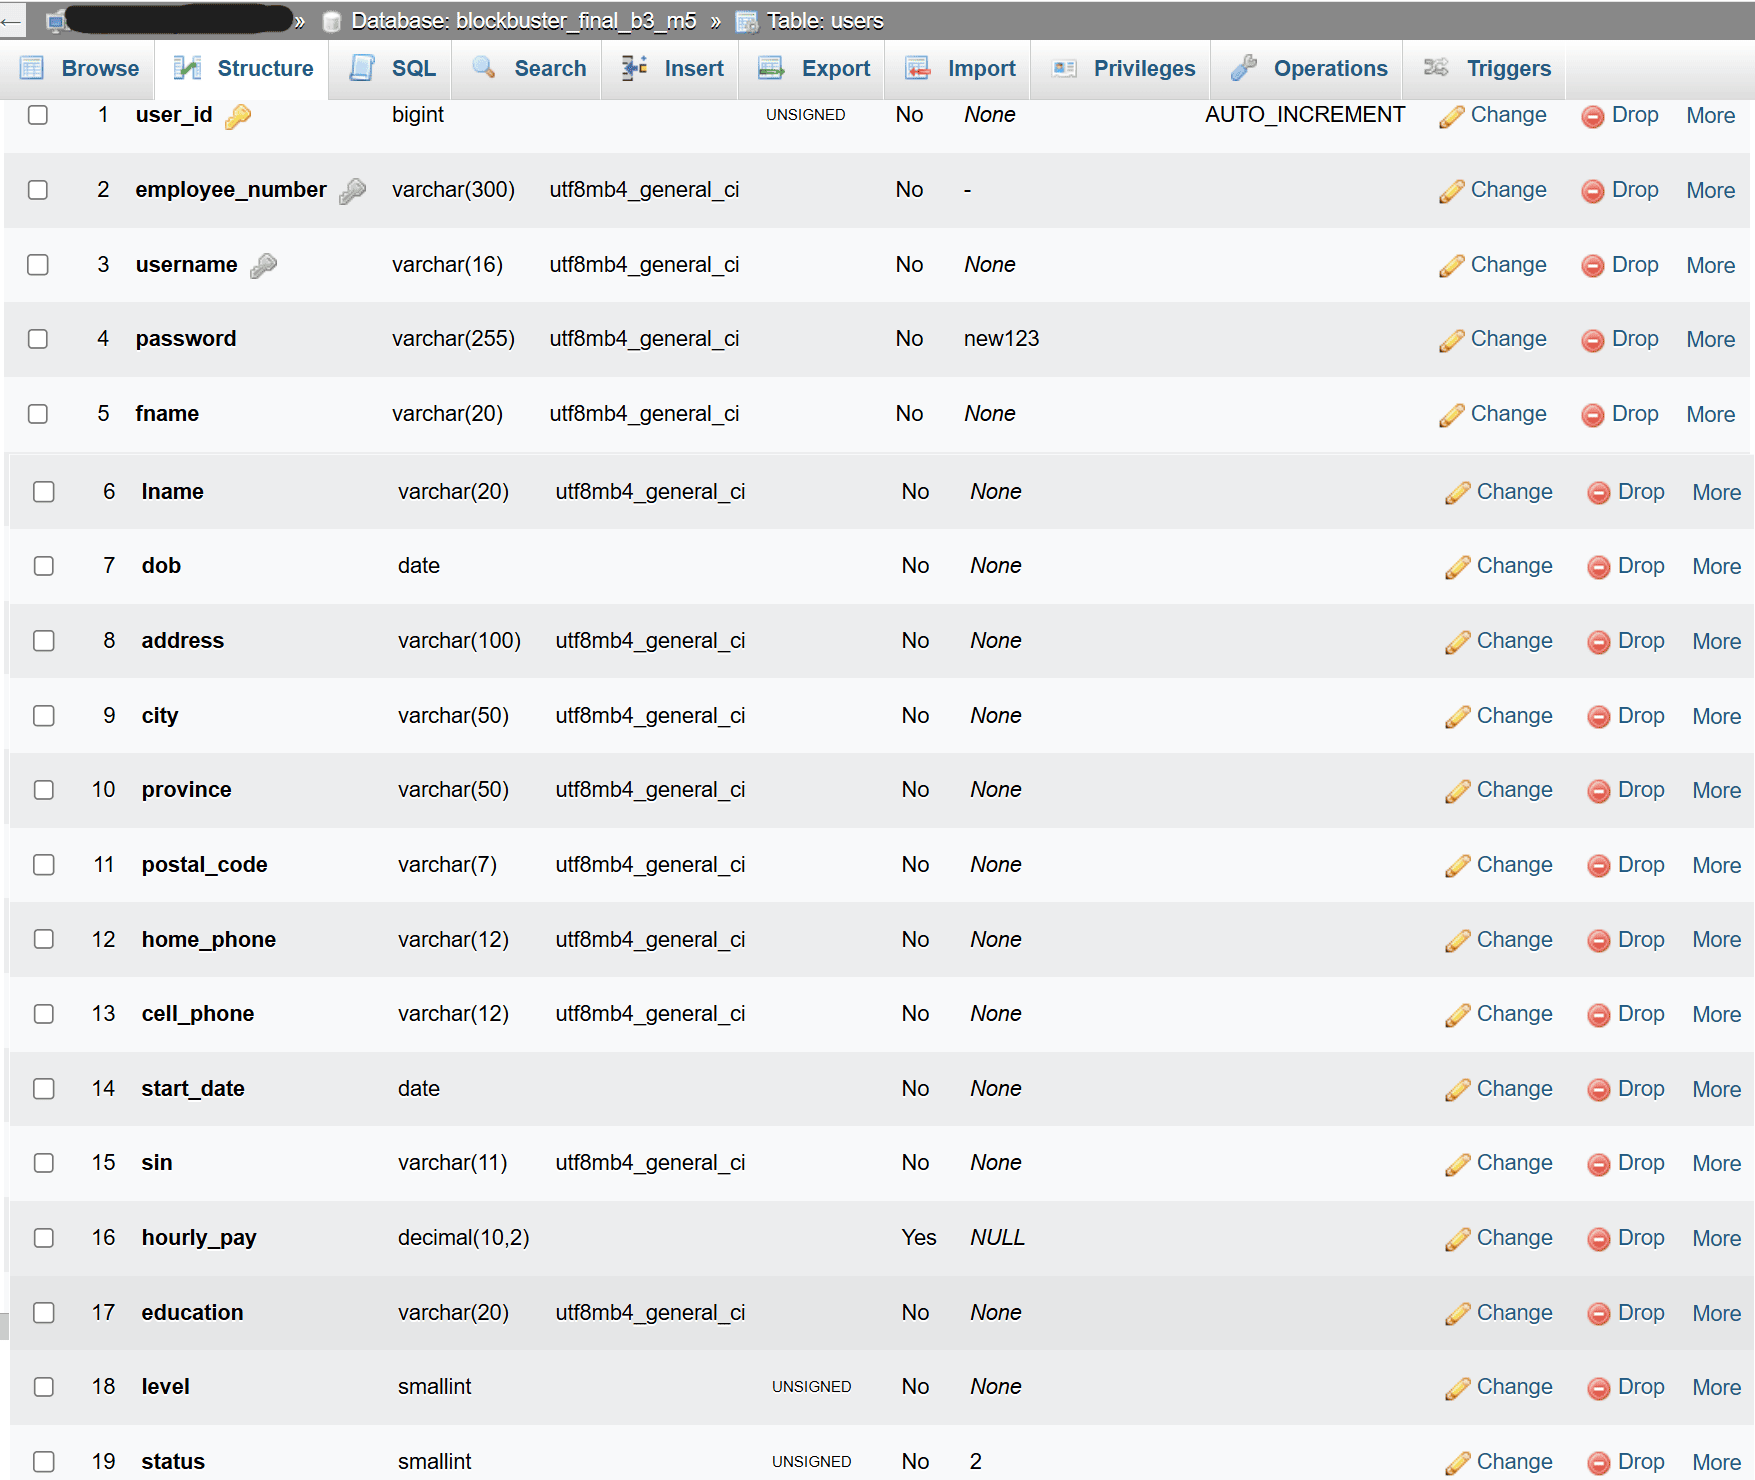 ← » Database: blockbuster_final_b3_m5 » Table: users
Browse Structure SQL Search Insert Export Import Privileges Operations Triggers
1 user_id bigint UNSIGNED No None AUTO_INCREMENT Change Drop More
2 employee_number varchar(300) utf8mb4_general_ci No - Change Drop More
3 username varchar(16) utf8mb4_general_ci No None Change Drop More
4 password varchar(255) utf8mb4_general_ci No new123 Change Drop More
5 fname varchar(20) utf8mb4_general_ci No None Change Drop More
6 lname varchar(20) utf8mb4_general_ci No None Change Drop More
7 dob date No None Change Drop More
8 address varchar(100) utf8mb4_general_ci No None Change Drop More
9 city varchar(50) utf8mb4_general_ci No None Change Drop More
10 province varchar(50) utf8mb4_general_ci No None Change Drop More
11 postal_code varchar(7) utf8mb4_general_ci No None Change Drop More
12 home_phone varchar(12) utf8mb4_general_ci No None Change Drop More
13 cell_phone varchar(12) utf8mb4_general_ci No None Change Drop More
14 start_date date No None Change Drop More
15 sin varchar(11) utf8mb4_general_ci No None Change Drop More
16 hourly_pay decimal(10,2) Yes NULL Change Drop More
17 education varchar(20) utf8mb4_general_ci No None Change Drop More
18 level smallint UNSIGNED No None Change Drop More
19 status smallint UNSIGNED No 2 Change Drop More